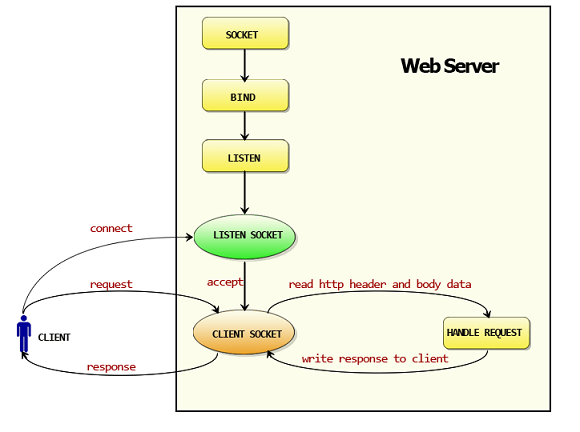 SOCKET
Web Server
BIND
LISTEN
connect
LISTEN SOCKET
request
accept
read http header and body data
CLIENT
CLIENT SOCKET
HANDLE REQUEST
response
write response to client